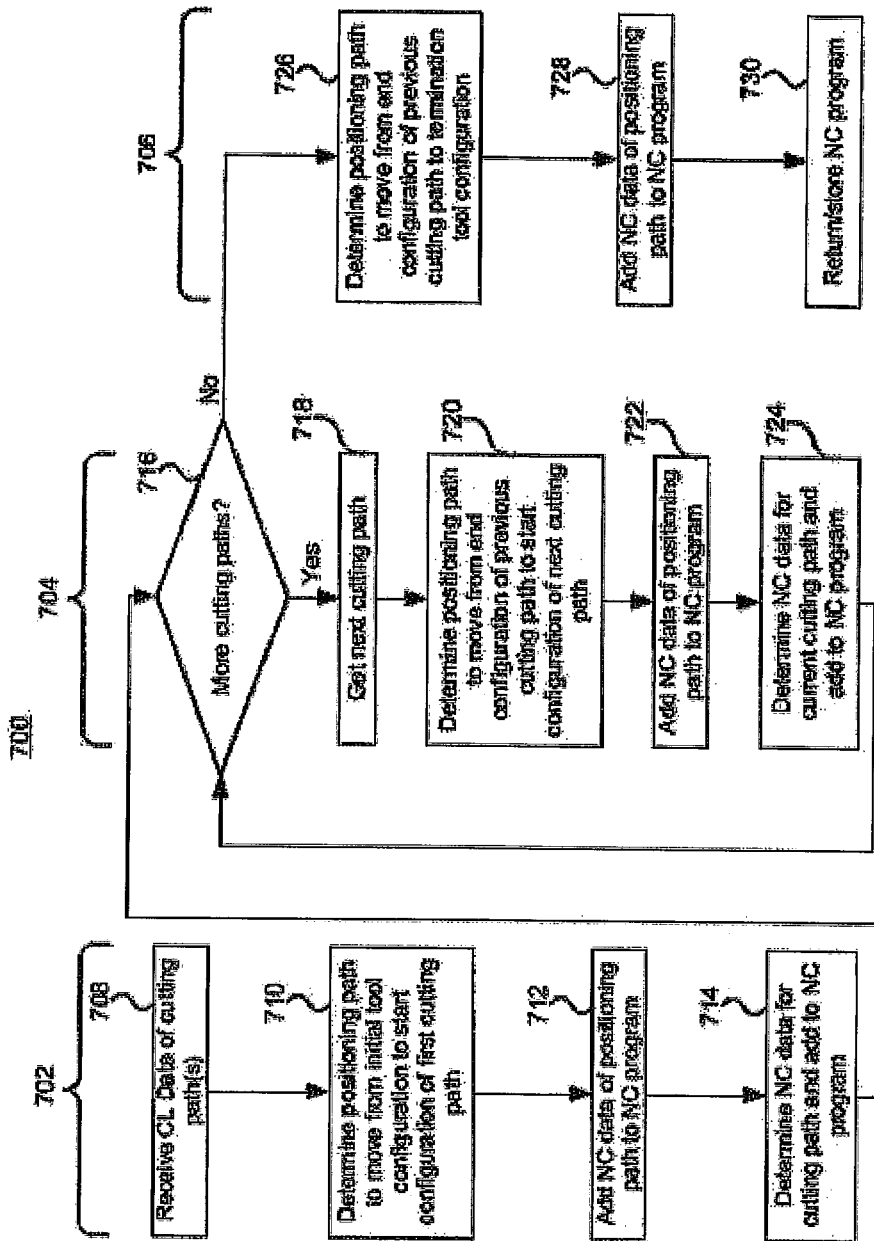 700
702
708
Receive CL Data of cutting
path(s)
710
Determine positioning path
to move from initial tool
configuration to start
configuration of first cutting
path
712
Add NC data of positioning
path to NC program
714
Determine NC data for
cutting path and add to NC
program
704
716
More cutting paths?
Yes
No
718
Get next cutting path
720
Determine positioning path
to move from end
configuration of previous
cutting path to start
configuration of next cutting
path
722
Add NC data of positioning
path to NC program
724
Determine NC data for
current cutting path and
add to NC program
706
726
Determine positioning path
to move from end
configuration of previous
cutting path to termination
tool configuration
728
Add NC data of positioning
path to NC program
730
Return/store NC program